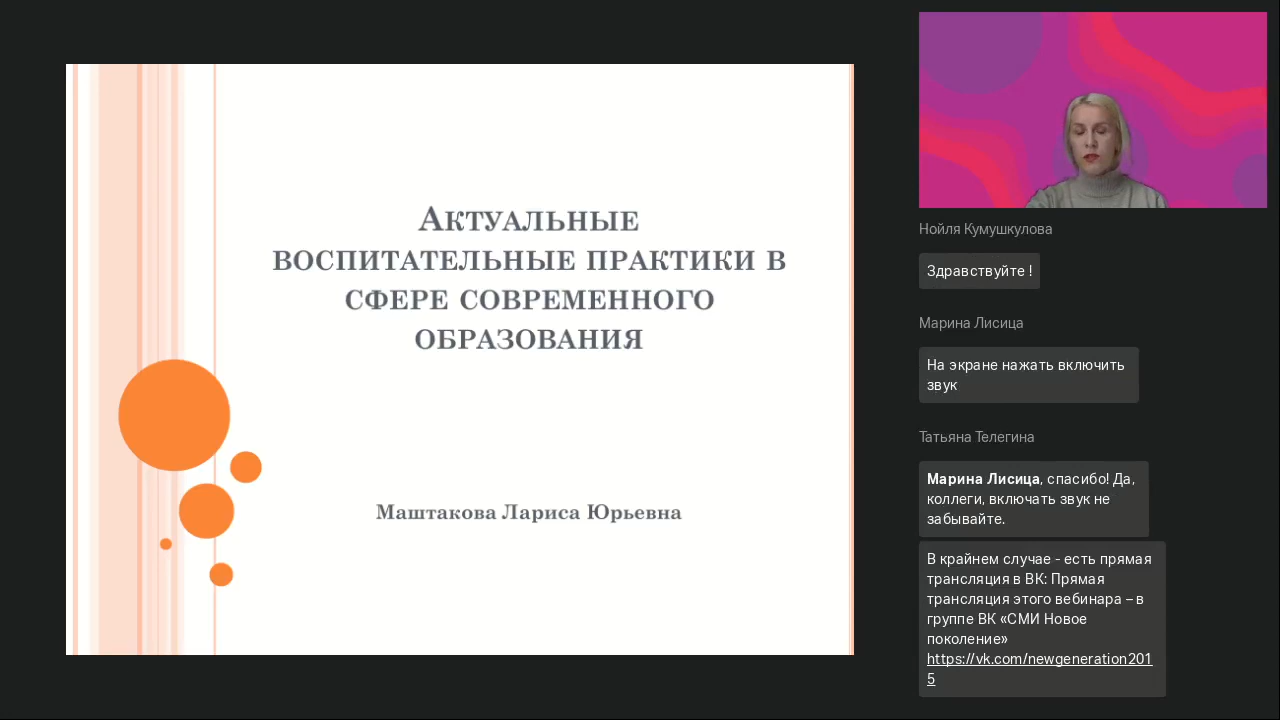 Актуальные
воспитательные практики в
сфере современного
образования
Маштакова Лариса Юрьевна
Нойля Кумушкулова
Здравствуйте !
Марина Лисица
На экране нажать включить
звук
Татьяна Телегина
Марина Лисица, спасибо! Да,
коллеги, включать звук не
забывайте.
В крайнем случае - есть прямая
трансляция в ВК: Прямая
трансляция этого вебинара – в
группе ВК «СМИ Новое
поколение»
https://vk.com/newgeneration201
5